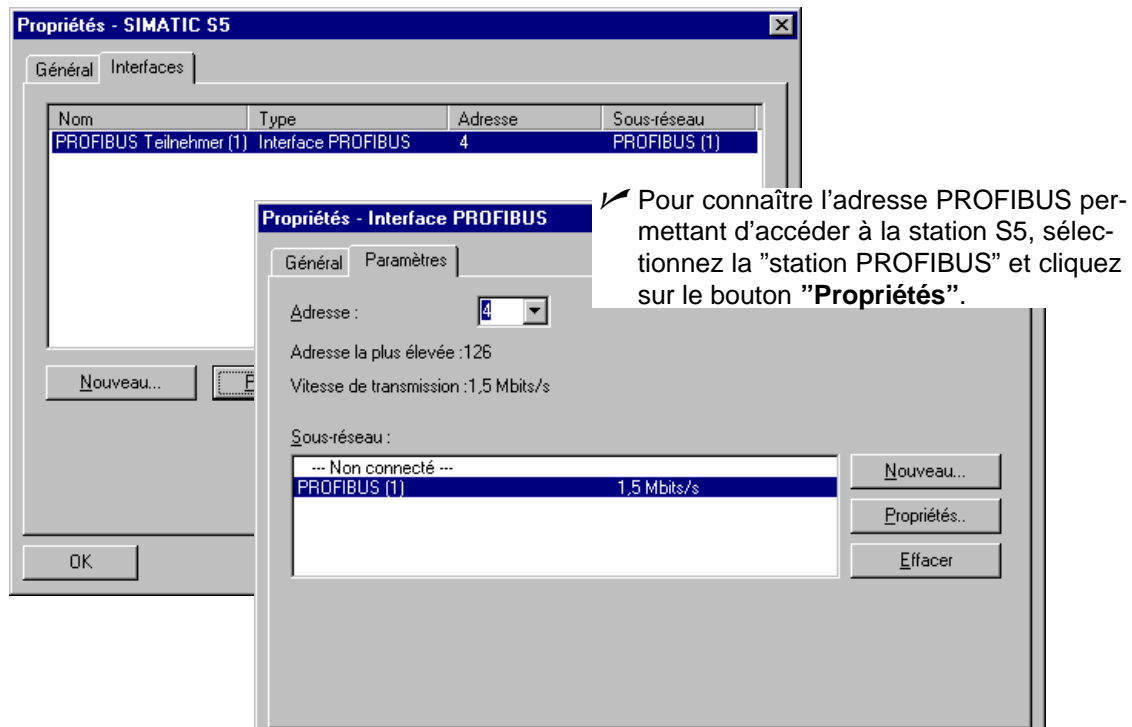 Propriétés - SIMATIC S5
Général Interfaces
Nom Type Adresse Sous-réseau
PROFIBUS Teilnehmer (1) Interface PROFIBUS 4 PROFIBUS (1)
Pour connaître l'adresse PROFIBUS per-
mettant d'accéder à la station S5, sélec-
tionnez la ”station PROFIBUS” et cliquez
sur le bouton ”Propriétés”.
Propriétés - Interface PROFIBUS
Général Paramètres
Adresse : 4
Adresse la plus élevée :126
Vitesse de transmission :1,5 Mbits/s
Nouveau...
Sous-réseau :
--- Non connecté ---
PROFIBUS (1) 1,5 Mbits/s
Nouveau...
Propriétés..
Effacer
OK